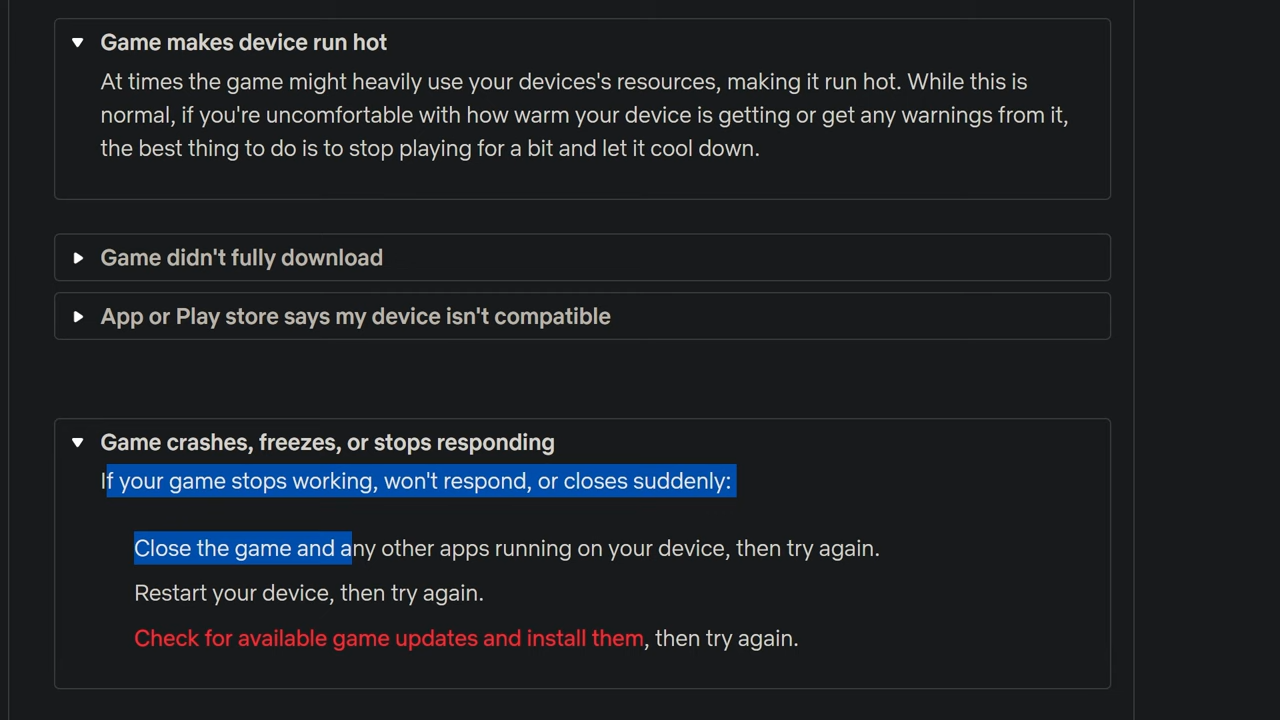 Game makes device run hot
At times the game might heavily use your devices's resources, making it run hot. While this is
normal, if you're uncomfortable with how warm your device is getting or get any warnings from it,
the best thing to do is to stop playing for a bit and let it cool down.
Game didn't fully download
App or Play store says my device isn't compatible
Game crashes, freezes, or stops responding
If your game stops working, won't respond, or closes suddenly:
Close the game and any other apps running on your device, then try again.
Restart your device, then try again.
Check for available game updates and install them, then try again.